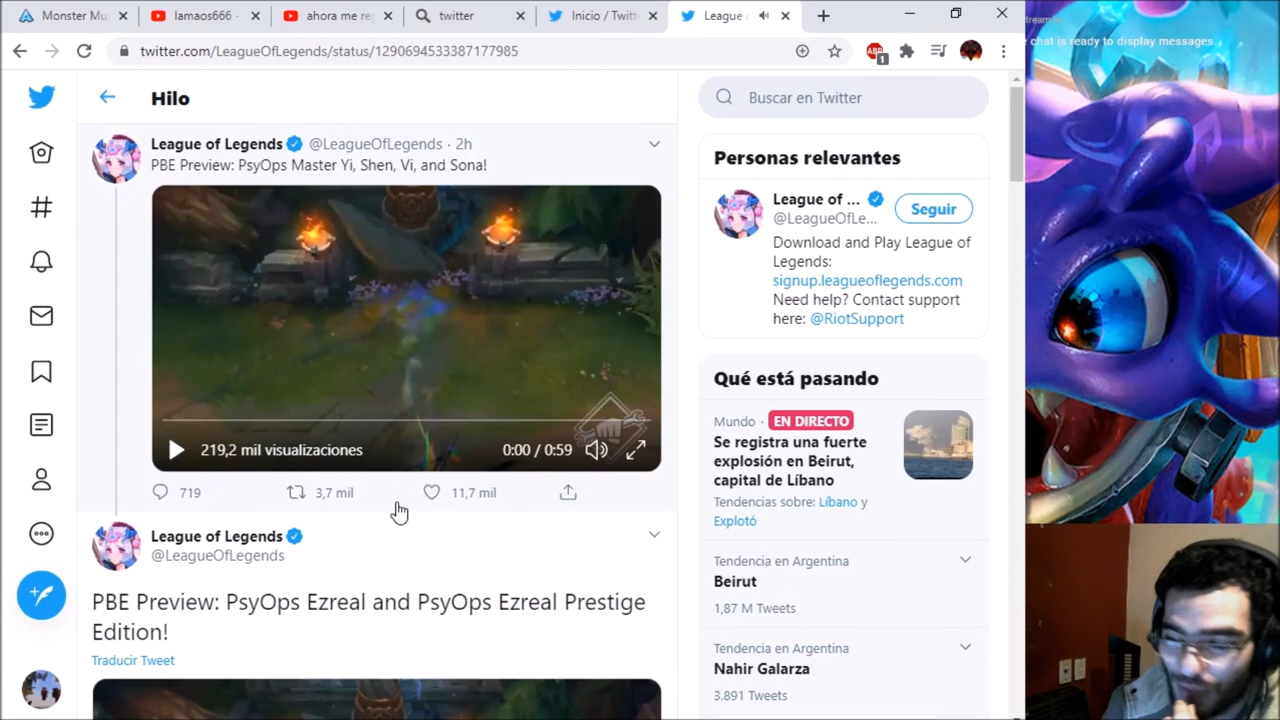 Monster Mu
lamaos666 -
ahora me re
twitter
Inicio / Twitt
League
twitter.com/LeagueOfLegends/status/1290694533387177985
ABP
1
Hilo
League of Legends @LeagueOfLegends · 2h
PBE Preview: PsyOps Master Yi, Shen, Vi, and Sona!
219,2 mil visualizaciones
0:00 / 0:59
719
3,7 mil
11,7 mil
League of Legends
@LeagueOfLegends
PBE Preview: PsyOps Ezreal and PsyOps Ezreal Prestige
Edition!
Traducir Tweet
Buscar en Twitter
Personas relevantes
League of ...
@LeagueOfLe...
Seguir
Download and Play League of
Legends:
signup.leagueoflegends.com
Need help? Contact support
here: @RiotSupport
Qué está pasando
Mundo · EN DIRECTO
Se registra una fuerte
explosión en Beirut,
capital de Líbano
Tendencias sobre: Líbano y
Explotó
Tendencia en Argentina
Beirut
1,87 M Tweets
Tendencia en Argentina
Nahir Galarza
3.891 Tweets
chat is ready to display messages.